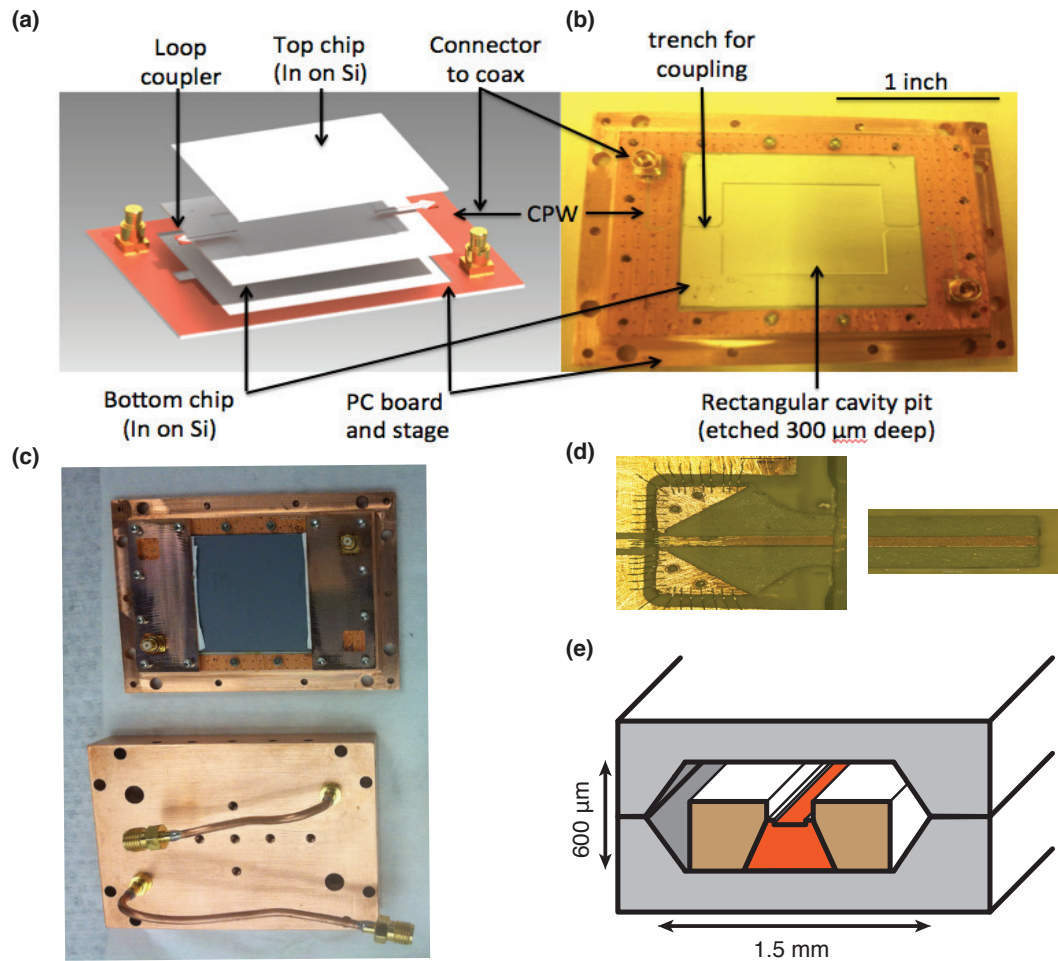 (a)
Loop
coupler
Top chip
(In on Si)
Connector
to coax
(b)
trench for
coupling
1 inch
CPW
Bottom chip
(In on Si)
PC board
and stage
Rectangular cavity pit
(etched 300 µm deep)
(c)
(d)
(e)
600 µm
1.5 mm